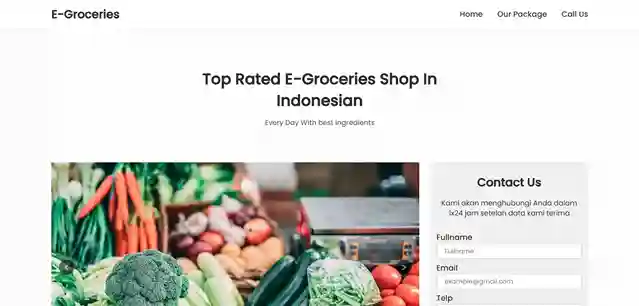 E-Groceries
Home Our Package Call Us
Top Rated E-Groceries Shop In
Indonesian
Every Day With best ingredients
Contact Us
Kami akan menghubungi Anda dalam
1x24 jam setelah data kami terima
Fullname
Fullname
Email
example@gmail.com
Telp